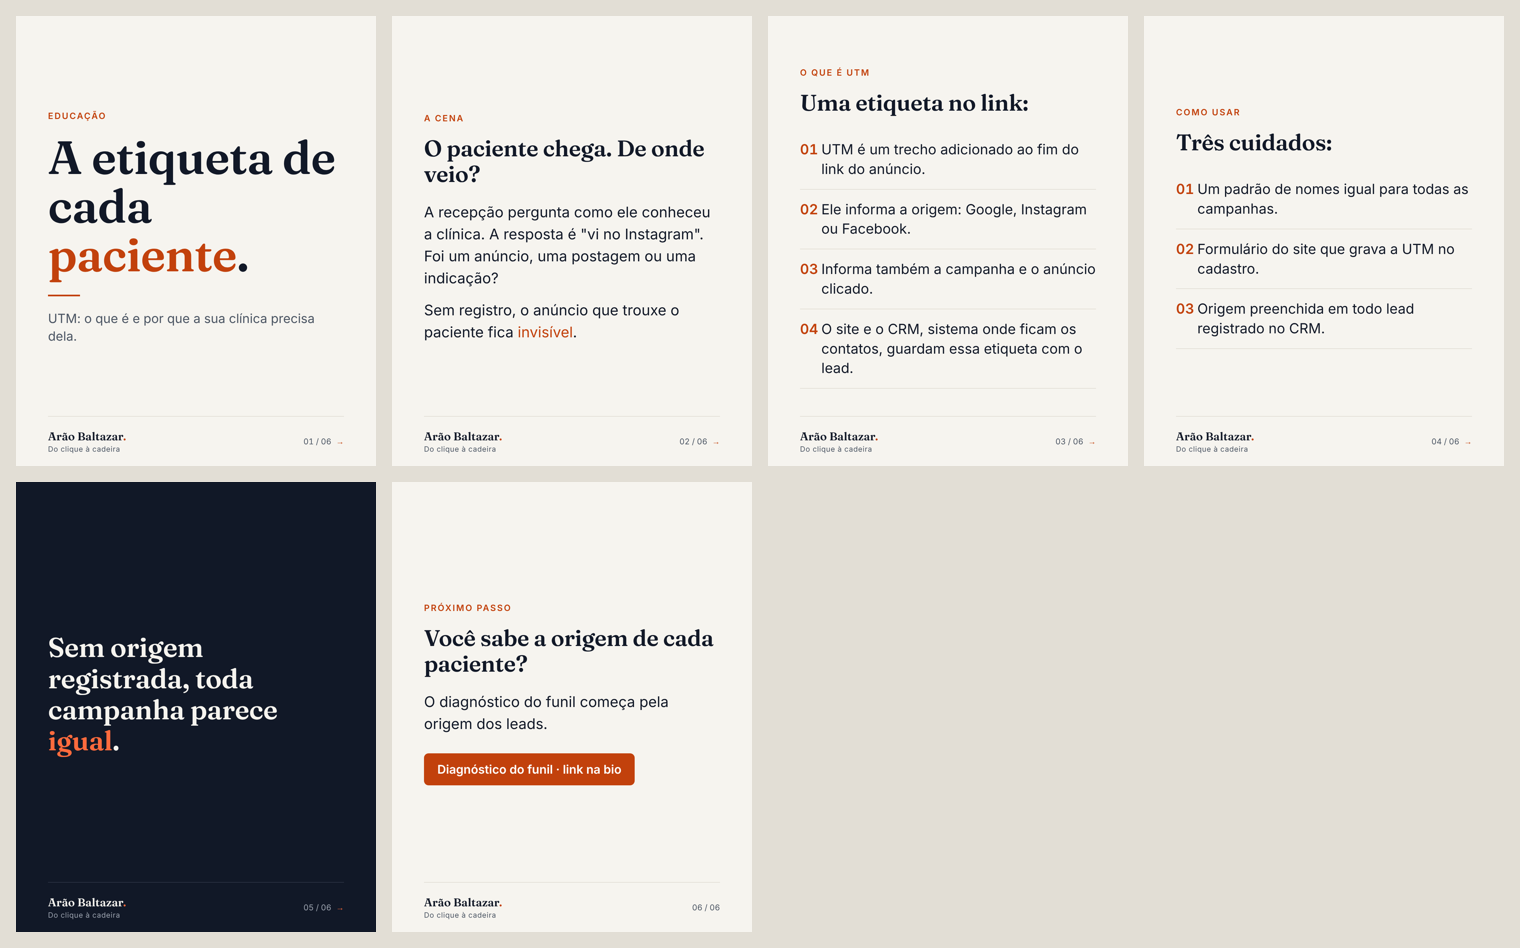 EDUCAÇÃO
A etiqueta de
cada
paciente.
UTM: o que é e por que a sua clínica precisa
dela.
Arão Baltazar.
Do clique à cadeira
01 / 06 →
A CENA
O paciente chega. De onde
veio?
A recepção pergunta como ele conheceu
a clínica. A resposta é "vi no Instagram".
Foi um anúncio, uma postagem ou uma
indicação?
Sem registro, o anúncio que trouxe o
paciente fica invisível.
Arão Baltazar.
Do clique à cadeira
02 / 06 →
O QUE É UTM
Uma etiqueta no link:
01 UTM é um trecho adicionado ao fim do
link do anúncio.
02 Ele informa a origem: Google, Instagram
ou Facebook.
03 Informa também a campanha e o anúncio
clicado.
04 O site e o CRM, sistema onde ficam os
contatos, guardam essa etiqueta com o
lead.
Arão Baltazar.
Do clique à cadeira
03 / 06 →
COMO USAR
Três cuidados:
01 Um padrão de nomes igual para todas as
campanhas.
02 Formulário do site que grava a UTM no
cadastro.
03 Origem preenchida em todo lead
registrado no CRM.
Arão Baltazar.
Do clique à cadeira
04 / 06 →
Sem origem
registrada, toda
campanha parece
igual.
Arão Baltazar.
Do clique à cadeira
05 / 06 →
PRÓXIMO PASSO
Você sabe a origem de cada
paciente?
O diagnóstico do funil começa pela
origem dos leads.
Diagnóstico do funil · link na bio
Arão Baltazar.
Do clique à cadeira
06 / 06